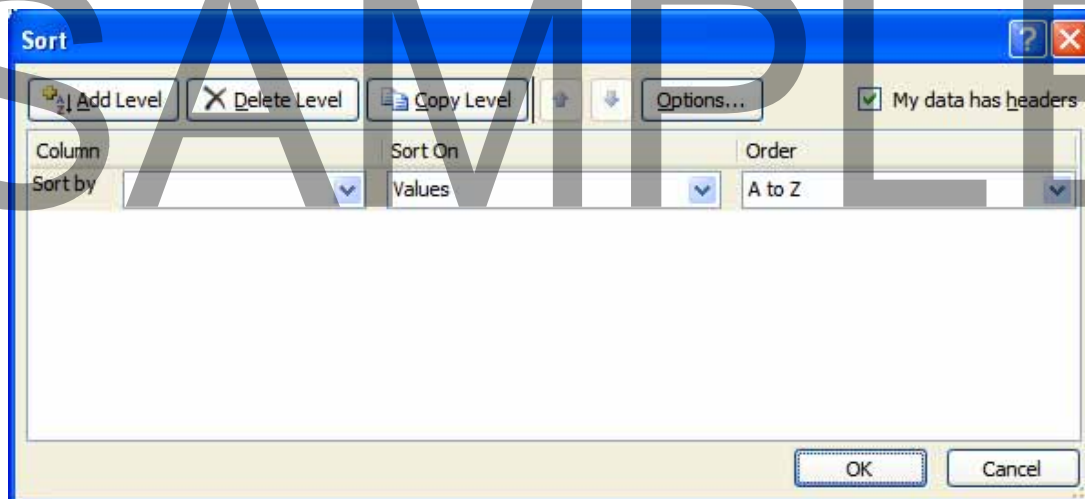 SAMPLE
Sort
Add Level Delete Level Copy Level Options... My data has headers
Column Sort On Order
Sort by Values A to Z
OK Cancel